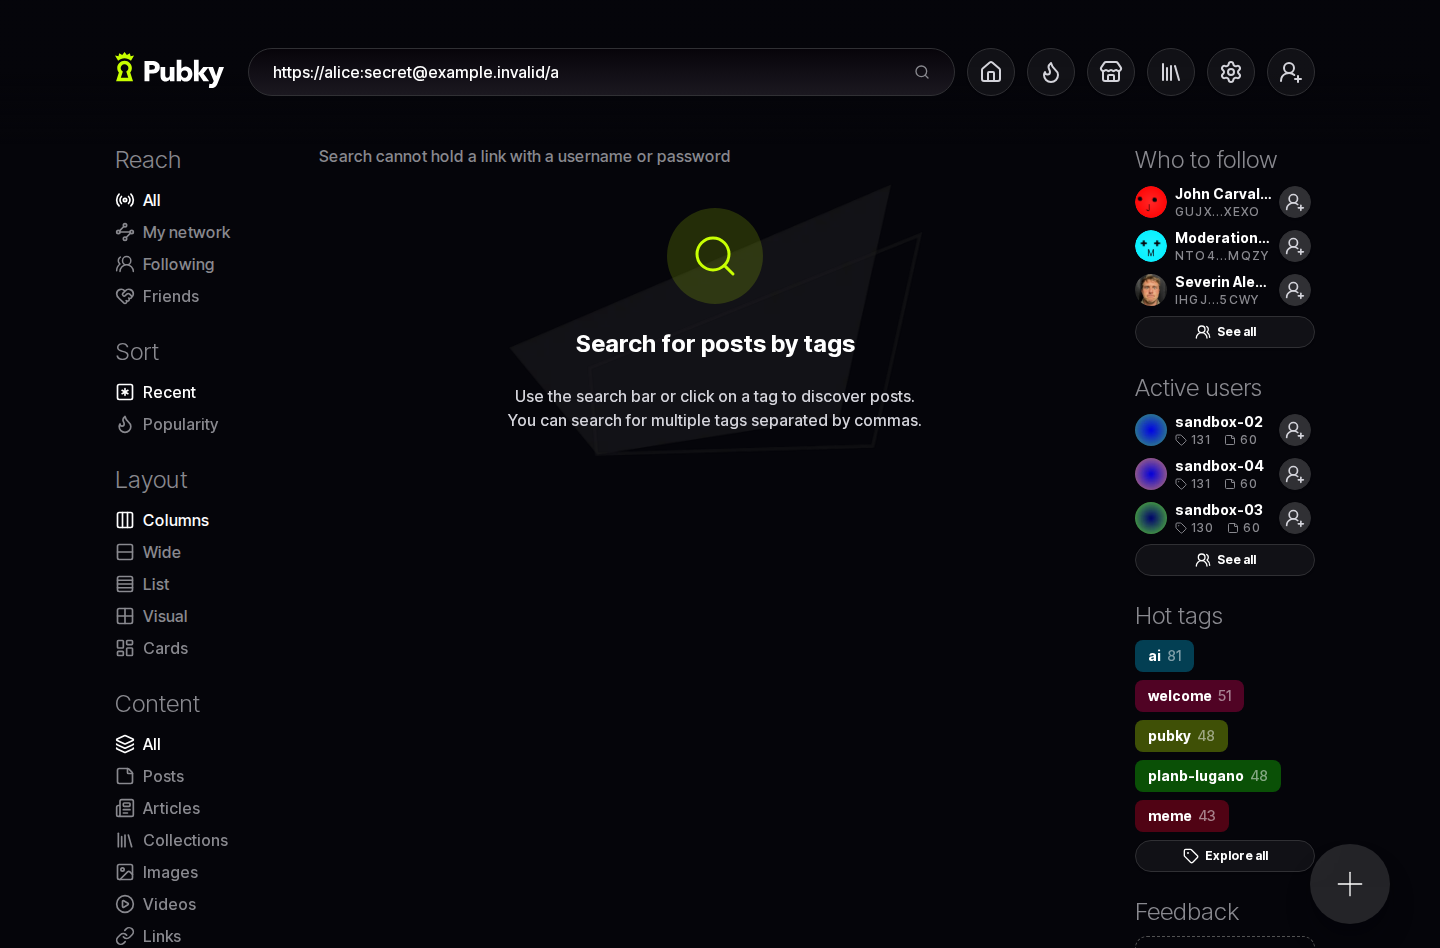 Pubky
https://alice:secret@example.invalid/a
Reach
All
My network
Following
Friends
Sort
Recent
Popularity
Layout
Columns
Wide
List
Visual
Cards
Content
All
Posts
Articles
Collections
Images
Videos
Links
Search cannot hold a link with a username or password
Search for posts by tags
Use the search bar or click on a tag to discover posts.
You can search for multiple tags separated by commas.
Who to follow
John Carval...
GUJX...XEXO
Moderation...
NTO4...MQZY
Severin Ale...
IHGJ...5CWY
See all
Active users
sandbox-02
131 60
sandbox-04
131 60
sandbox-03
130 60
See all
Hot tags
ai 81
welcome 51
pubky 48
planb-lugano 48
meme 43
Explore all
Feedback